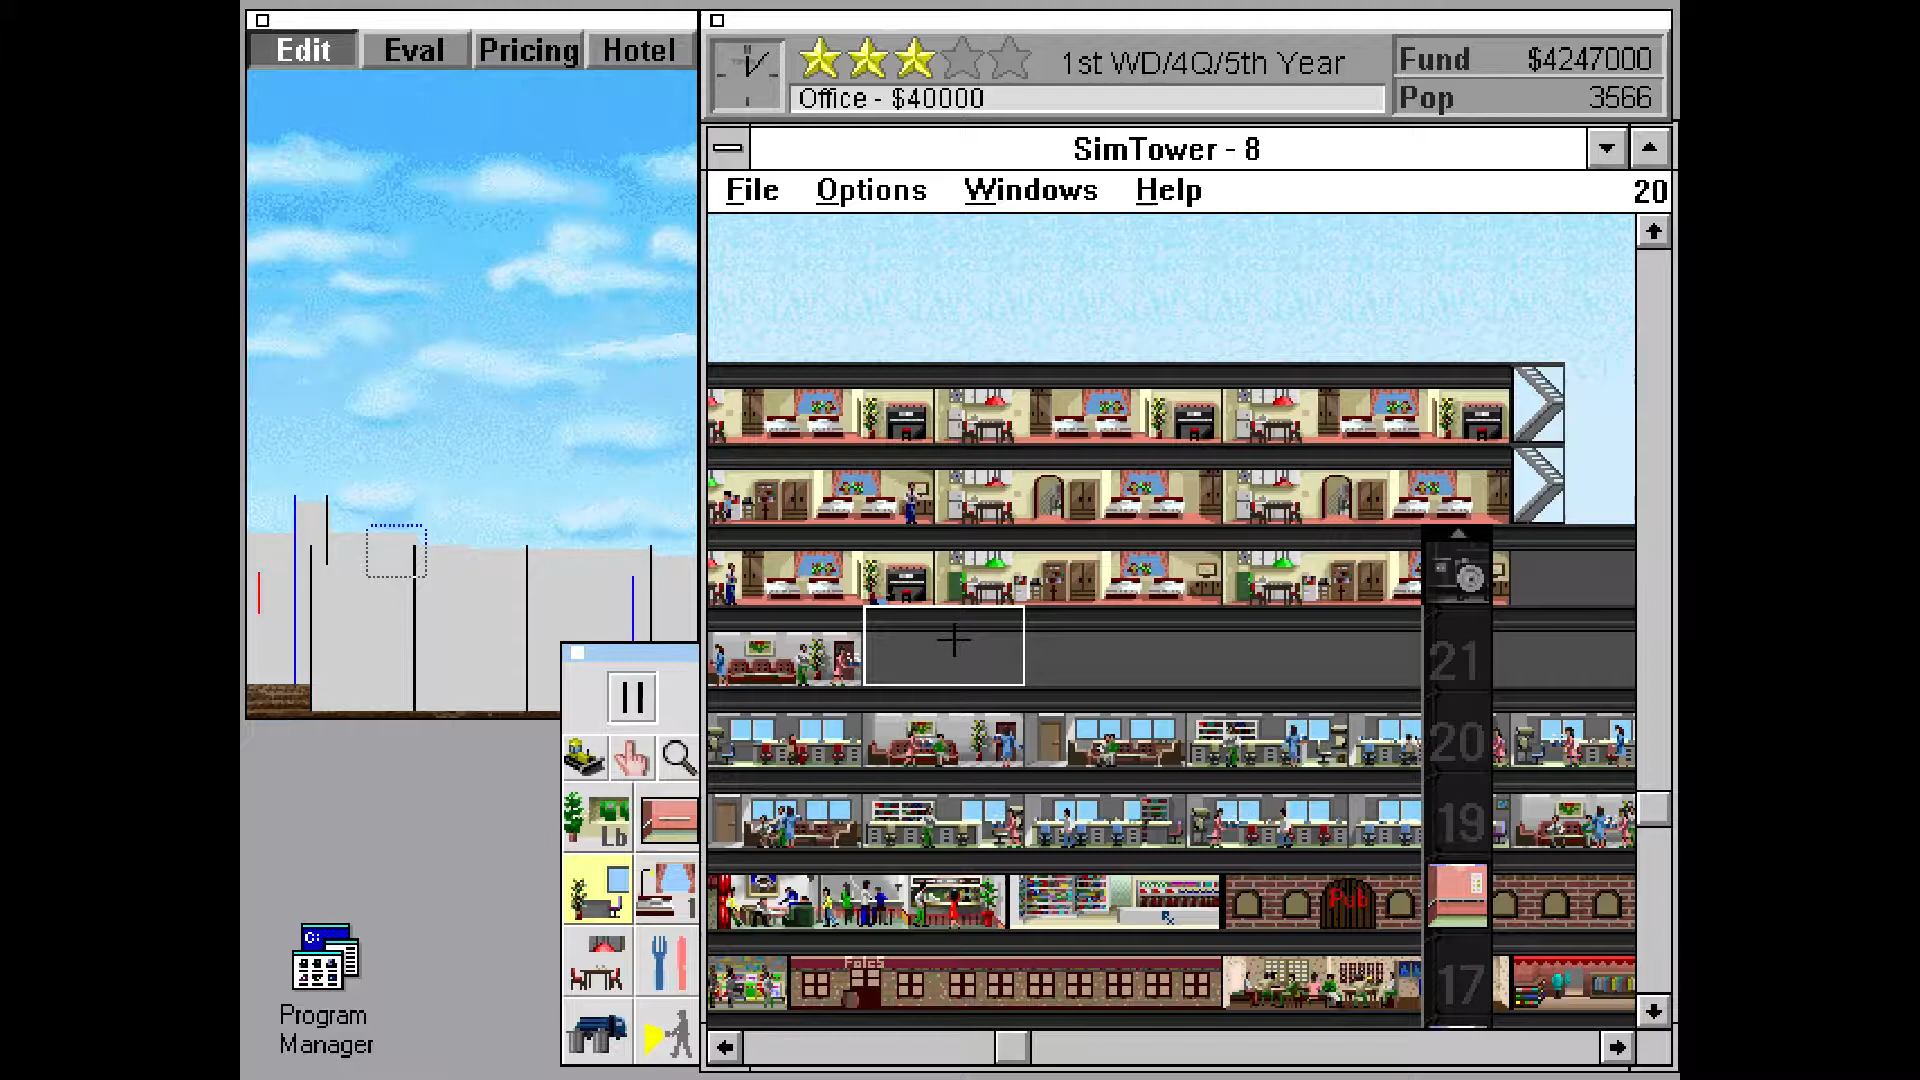 Edit Eval Pricing Hotel
1st WD/4Q/5th Year
Office - $40000
Fund $4247000
Pop 3566
SimTower - 8
File Options Windows Help 20
21
20
19
17
Pub
Lb
1
Program
Manager